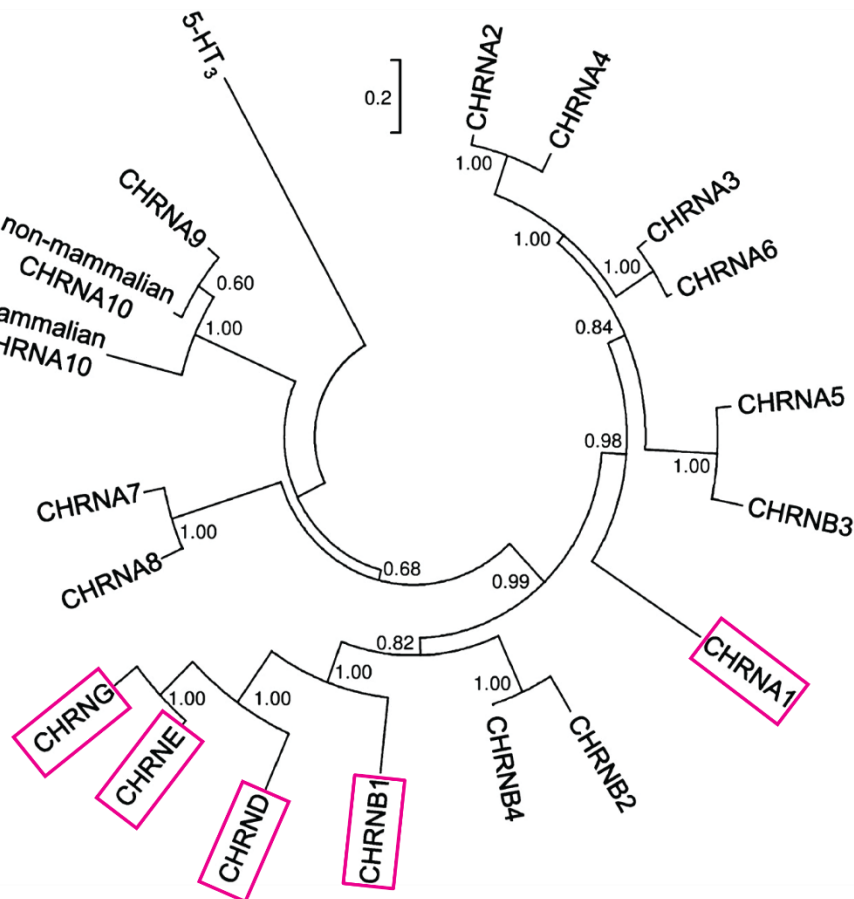 5-HT3
0.2
CHRNA2
CHRNA4
1.00
CHRNA3
1.00
1.00
CHRNA6
CHRNA9
non-mammalian
CHRNA10
0.60
1.00
ammalian
HRNA10
0.84
CHRNA5
0.98
1.00
CHRNB3
CHRNA7
1.00
CHRNA8
0.68
0.99
CHRNA1
0.82
1.00
1.00
1.00
1.00
CHRNG
CHRNE
CHRND
CHRNB1
CHRNB4
CHRNB2